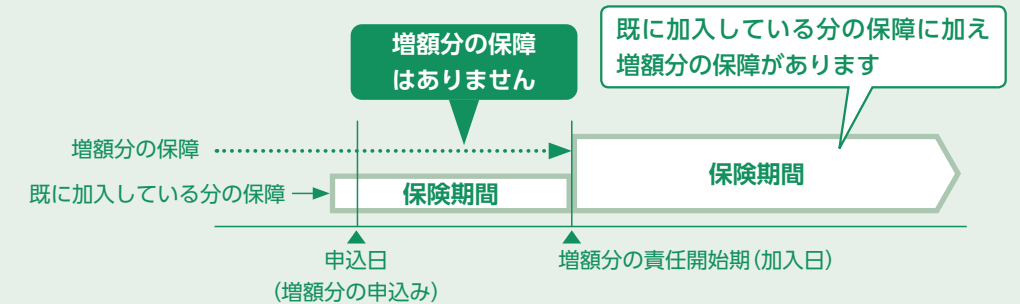 増額分の保障
はありません
既に加入している分の保障に加え
増額分の保障があります
増額分の保障
既に加入している分の保障
保険期間
保険期間
申込日
(増額分の申込み)
増額分の責任開始期(加入日)